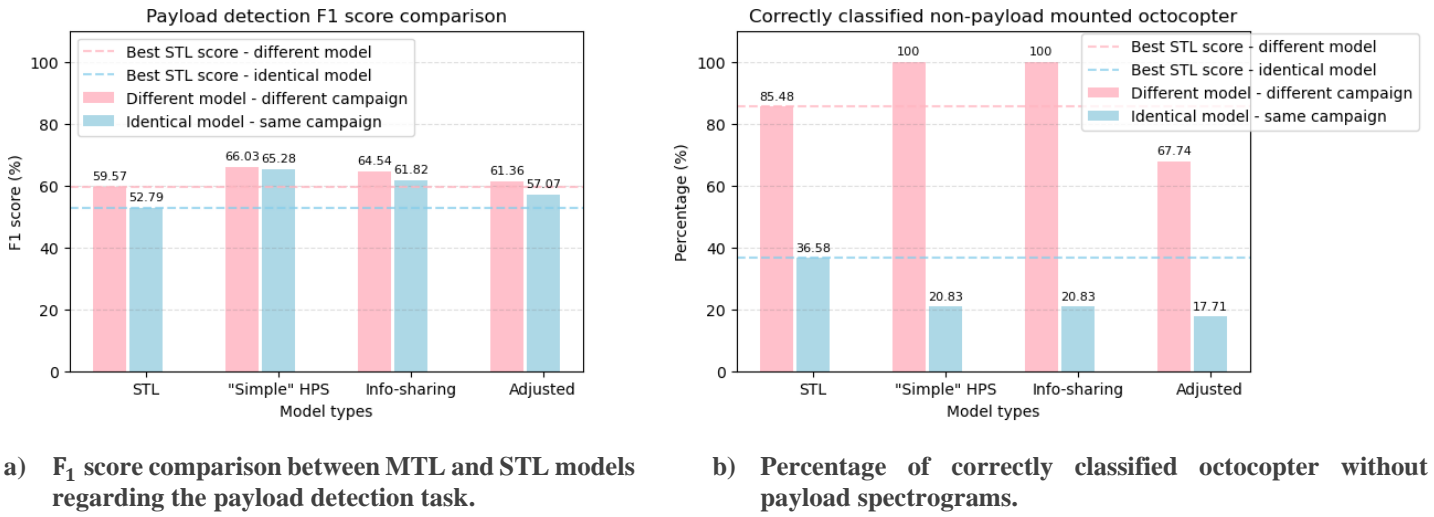 Payload detection F1 score comparison
Best STL score - different model
Best STL score - identical model
Different model - different campaign
Identical model - same campaign
100
80
60
40
20
0
F1 score (%)
59.57
52.79
66.03
65.28
64.54
61.82
61.36
57.07
STL
"Simple" HPS
Info-sharing
Adjusted
Model types
a) F1 score comparison between MTL and STL models
regarding the payload detection task.
Correctly classified non-payload mounted octocopter
Best STL score - different model
Best STL score - identical model
Different model - different campaign
Identical model - same campaign
100
80
60
40
20
0
Percentage (%)
85.48
36.58
100
20.83
100
20.83
67.74
17.71
STL
"Simple" HPS
Info-sharing
Adjusted
Model types
b) Percentage of correctly classified octocopter without
payload spectrograms.